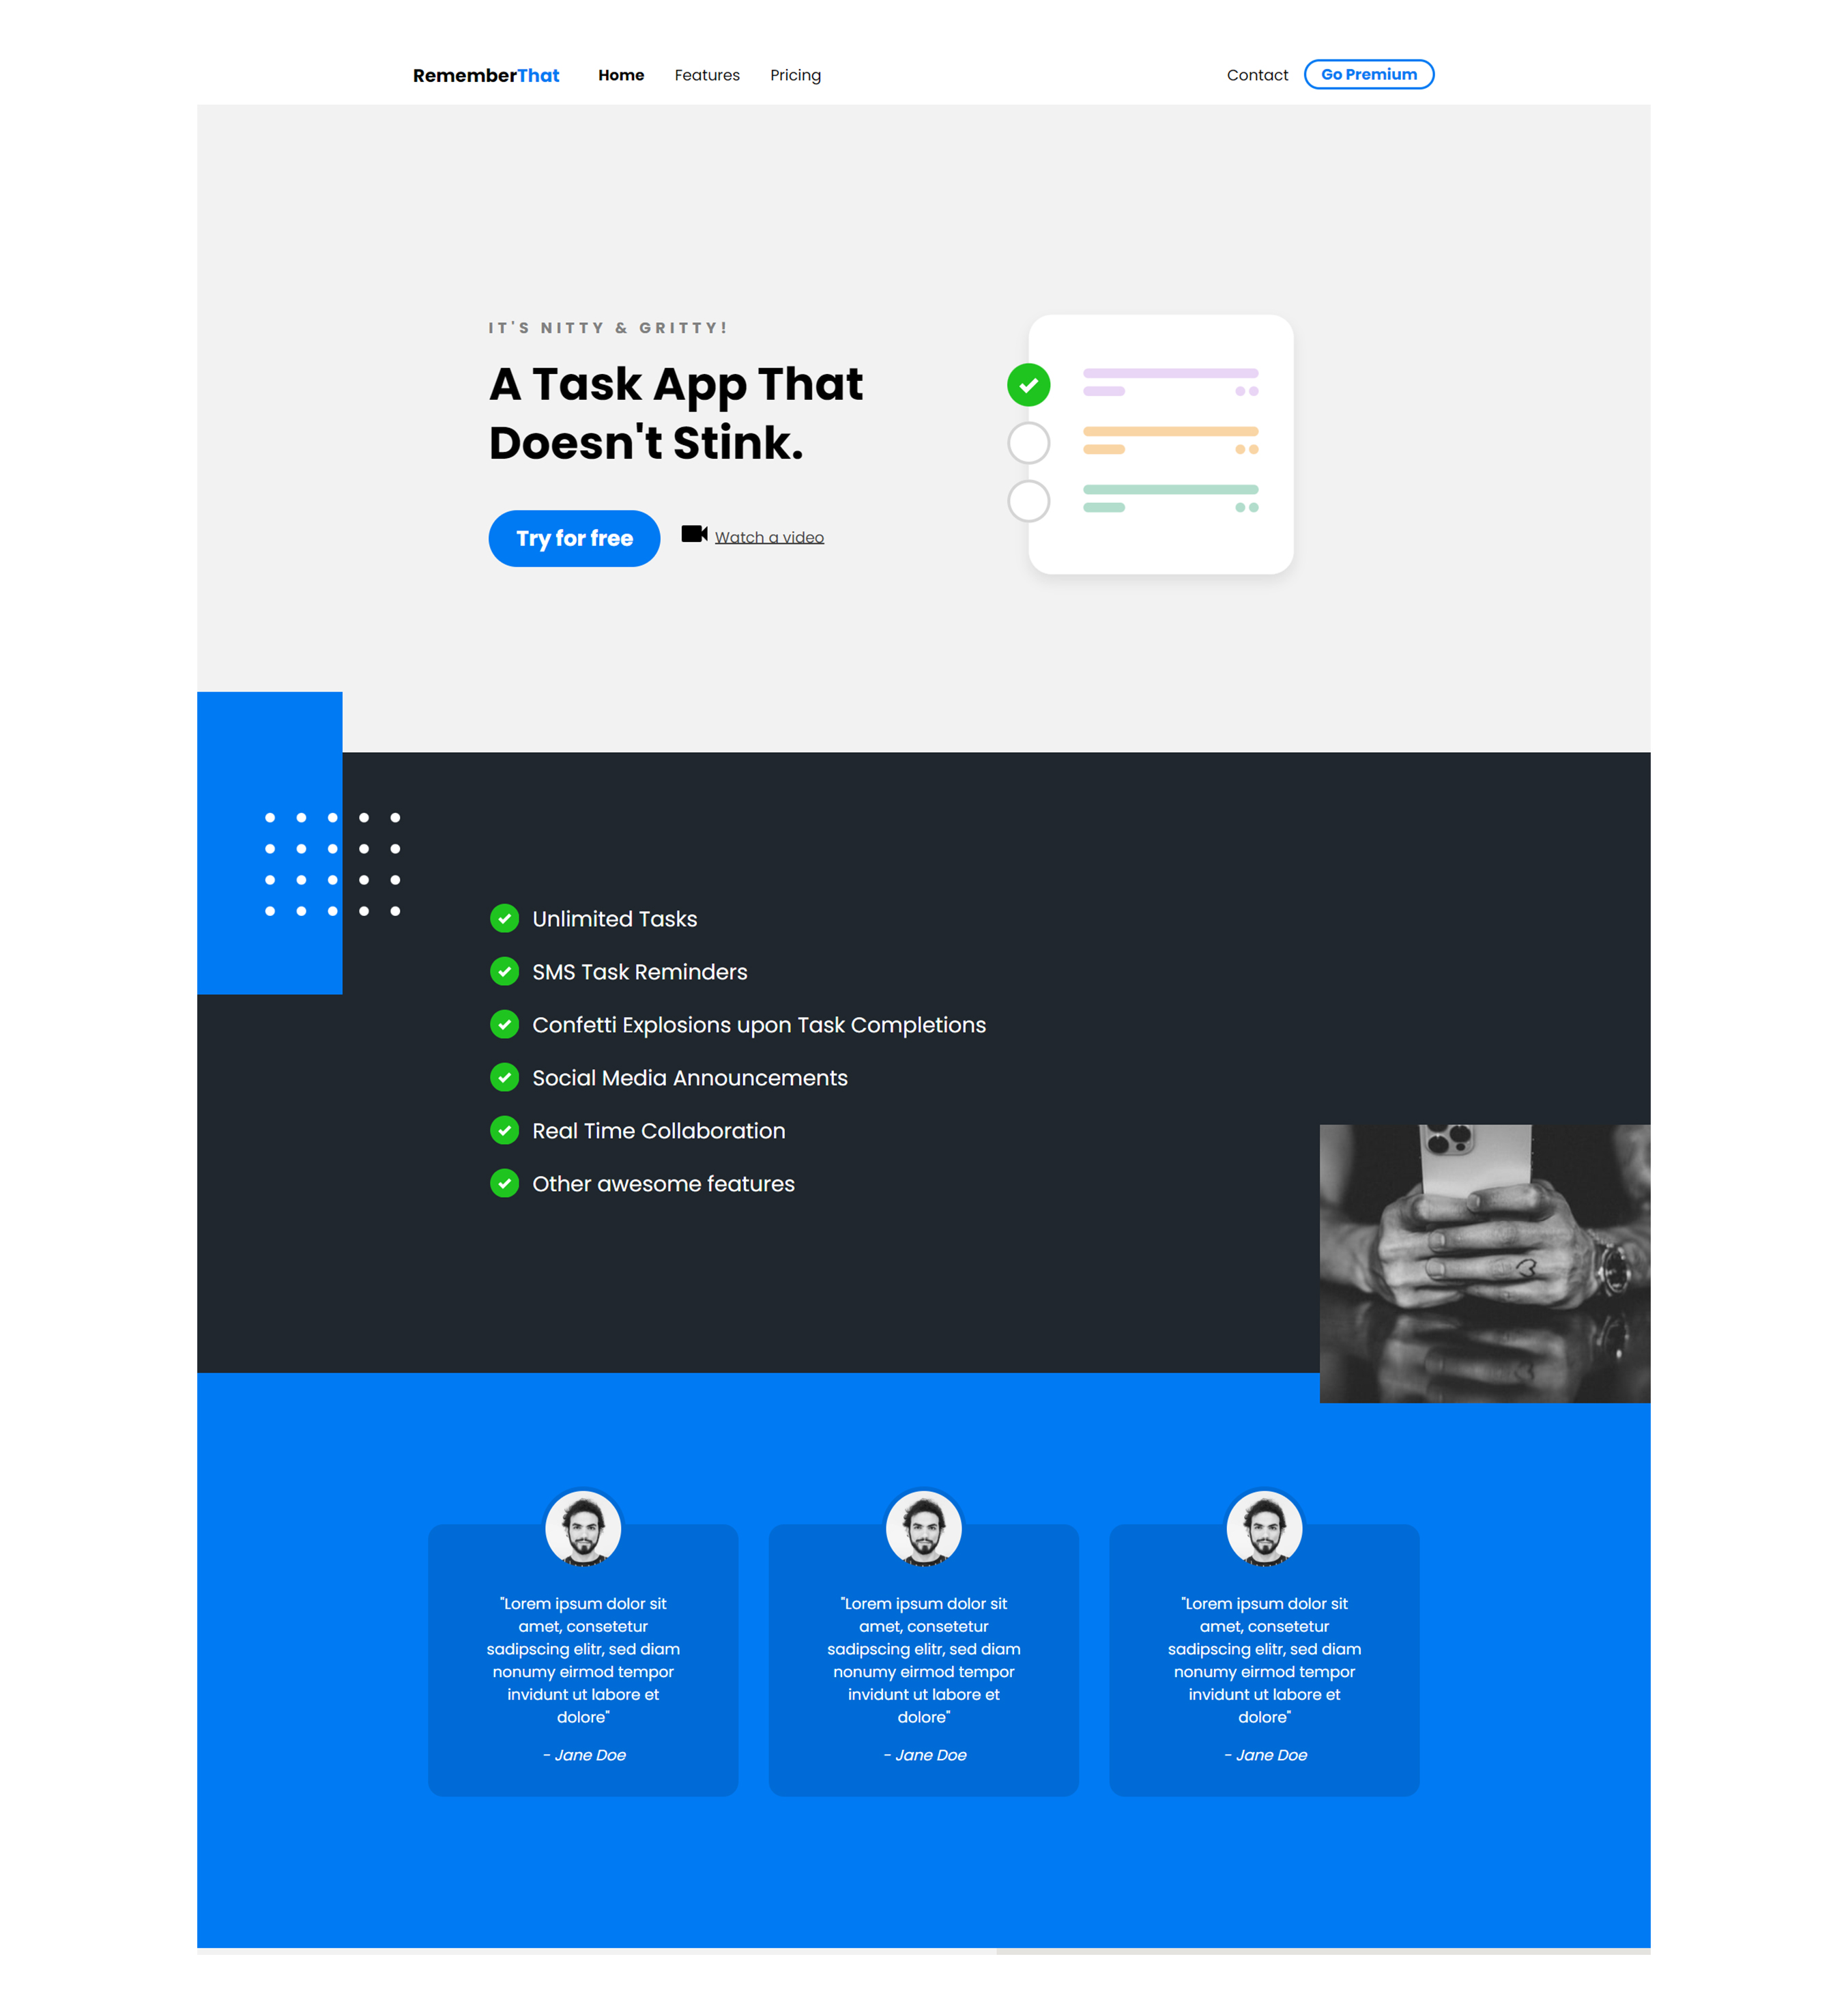 RememberThat Home Features Pricing Contact Go Premium
IT'S NITTY & GRITTY!
A Task App That
Doesn't Stink.
Try for free Watch a video
Unlimited Tasks
SMS Task Reminders
Confetti Explosions upon Task Completions
Social Media Announcements
Real Time Collaboration
Other awesome features
"Lorem ipsum dolor sit
amet, consetetur
sadipscing elitr, sed diam
nonumy eirmod tempor
invidunt ut labore et
dolore"
- Jane Doe
"Lorem ipsum dolor sit
amet, consetetur
sadipscing elitr, sed diam
nonumy eirmod tempor
invidunt ut labore et
dolore"
- Jane Doe
"Lorem ipsum dolor sit
amet, consetetur
sadipscing elitr, sed diam
nonumy eirmod tempor
invidunt ut labore et
dolore"
- Jane Doe